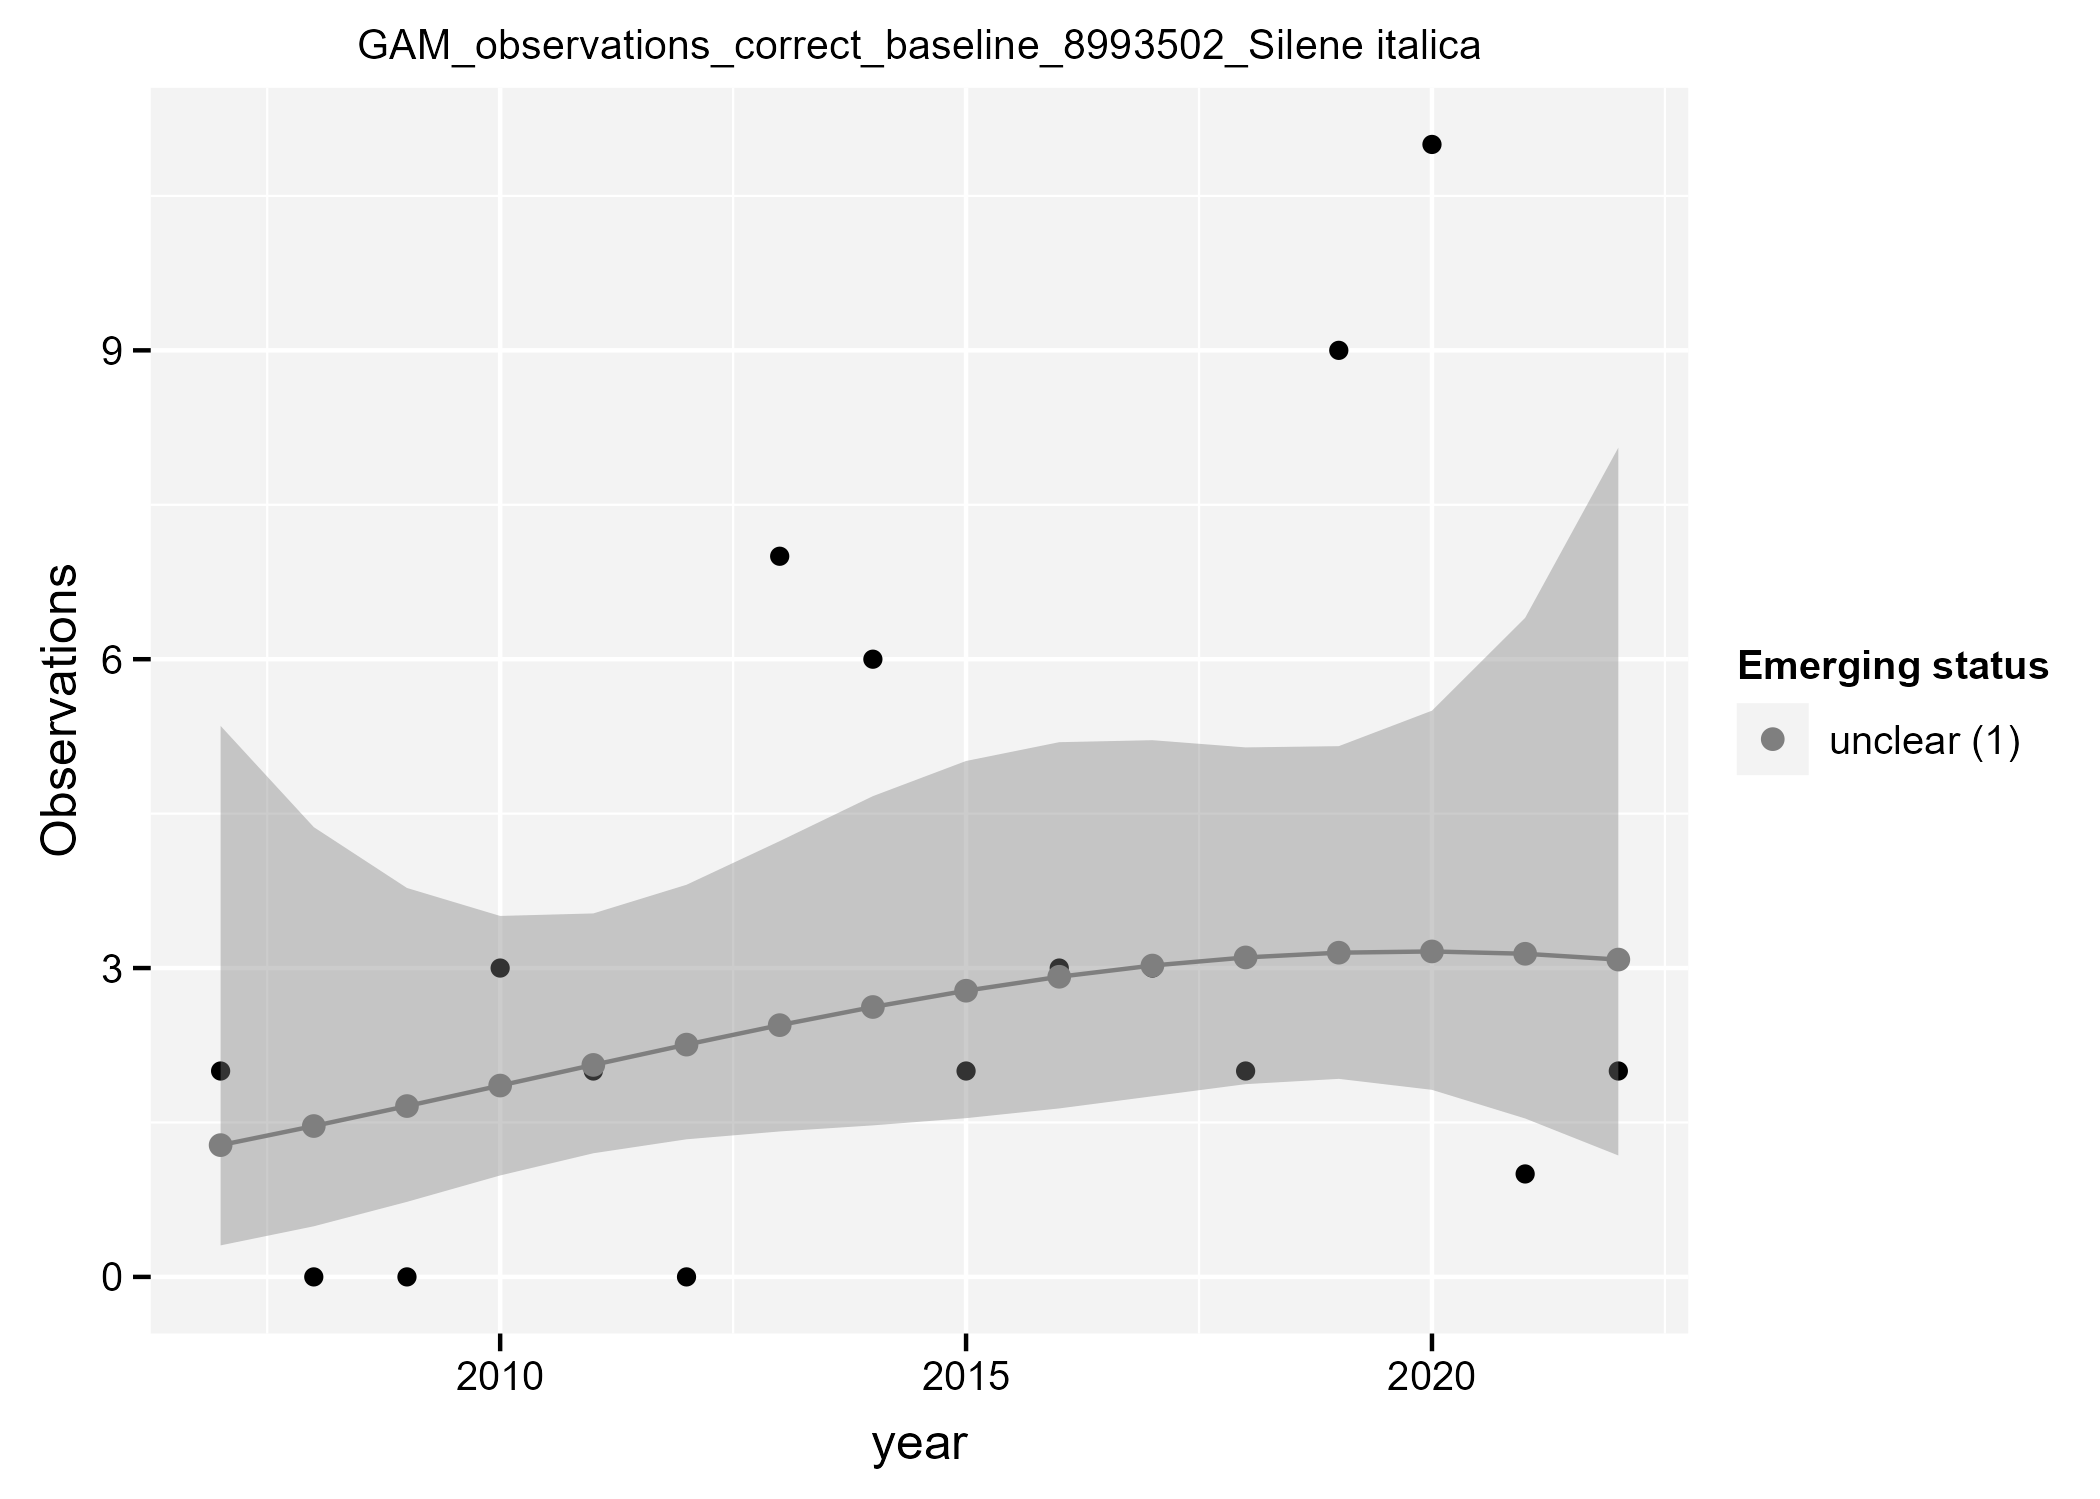 GAM_observations_correct_baseline_8993502_Silene italica
Observations
9
6
3
0
2010
2015
2020
year
Emerging status
unclear (1)